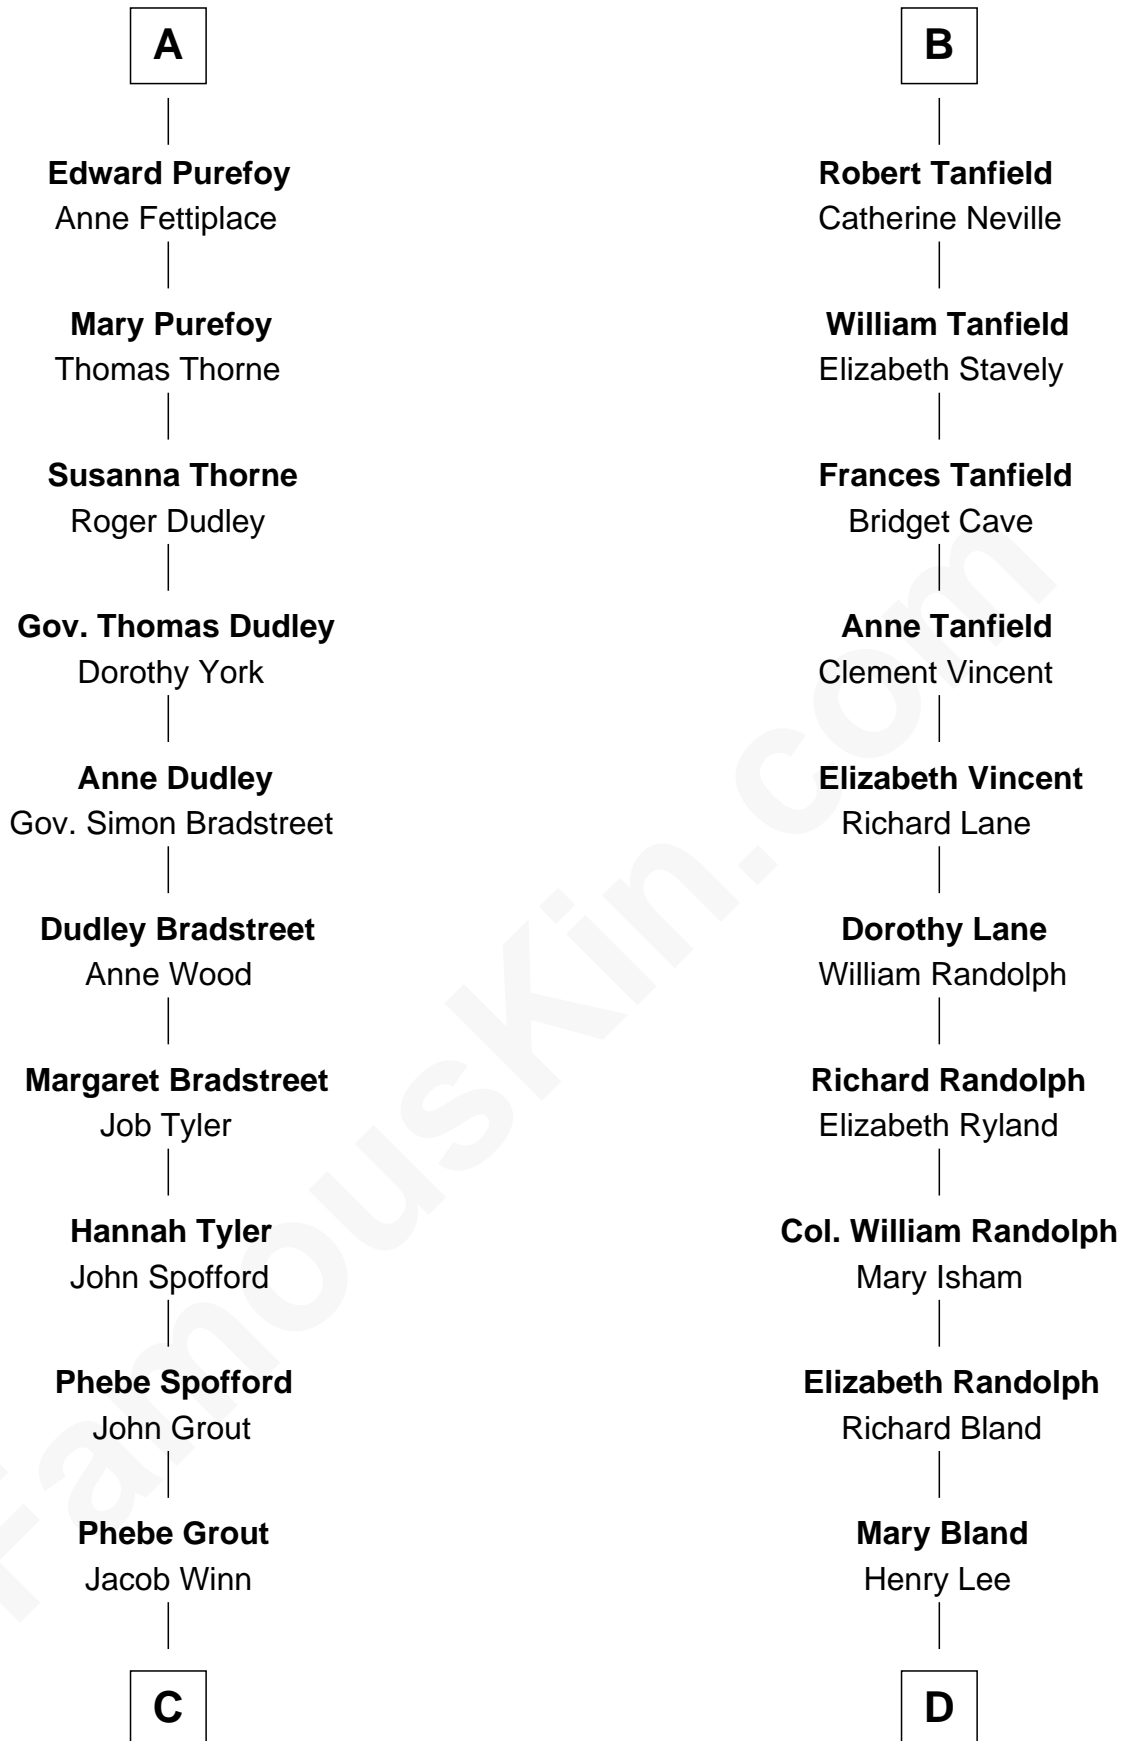 A
Edward Purefoy
Anne Fettiplace
Mary Purefoy
Thomas Thorne
Susanna Thorne
Roger Dudley
Gov. Thomas Dudley
Dorothy York
Anne Dudley
Gov. Simon Bradstreet
Dudley Bradstreet
Anne Wood
Margaret Bradstreet
Job Tyler
Hannah Tyler
John Spofford
Phebe Spofford
John Grout
Phebe Grout
Jacob Winn
C
B
Robert Tanfield
Catherine Neville
William Tanfield
Elizabeth Stavely
Frances Tanfield
Bridget Cave
Anne Tanfield
Clement Vincent
Elizabeth Vincent
Richard Lane
Dorothy Lane
William Randolph
Richard Randolph
Elizabeth Ryland
Col. William Randolph
Mary Isham
Elizabeth Randolph
Richard Bland
Mary Bland
Henry Lee
D
FamousKin.com